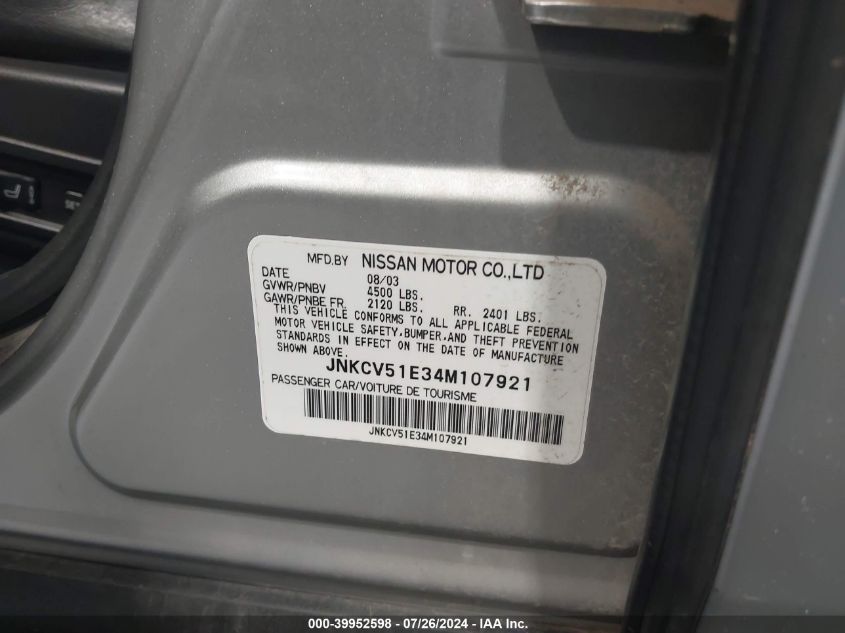 MFD.BY NISSAN MOTOR CO.,LTD
DATE 08/03
GVWR/PNBV 4500 LBS.
GAWR/PNBE FR. 2120 LBS. RR. 2401 LBS.
THIS VEHICLE CONFORMS TO ALL APPLICABLE FEDERAL
MOTOR VEHICLE SAFETY,BUMPER,AND THEFT PREVENTION
STANDARDS IN EFFECT ON THE DATE OF MANUFACTURE
SHOWN ABOVE.
JNKCV51E34M107921
PASSENGER CAR/VOITURE DE TOURISME
JNKCV51E34M107921
000-39952598 - 07/26/2024 - IAA Inc.